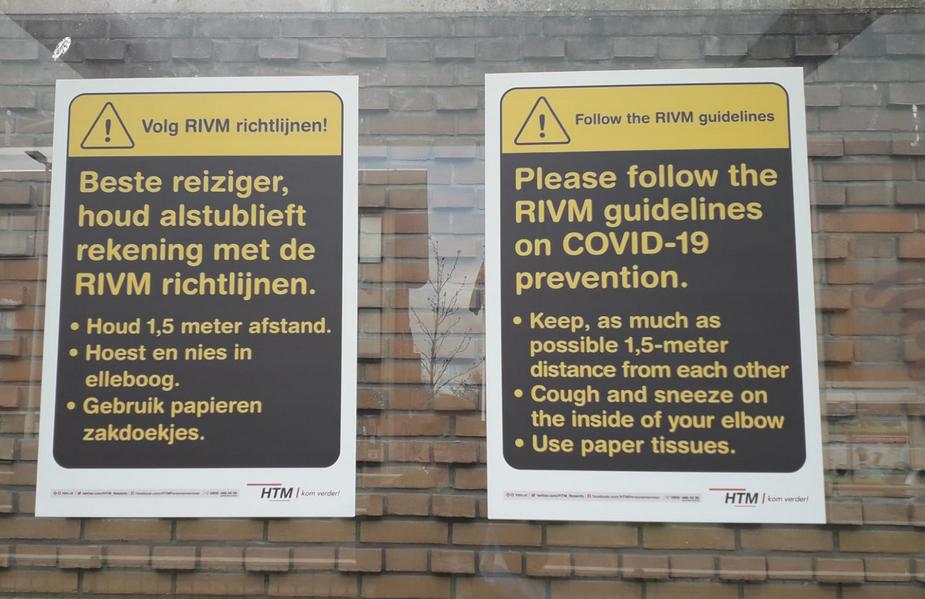 Volg RIVM richtlijnen!
Beste reiziger,
houd alstublieft
rekening met de
RIVM richtlijnen.
• Houd 1,5 meter afstand.
• Hoest en nies in
elleboog.
• Gebruik papieren
zakdoekjes.
HTM | kom verder!
Follow the RIVM guidelines
Please follow the
RIVM guidelines
on COVID-19
prevention.
• Keep, as much as
possible 1,5-meter
distance from each other
• Cough and sneeze on
the inside of your elbow
• Use paper tissues.
HTM | kom verder!